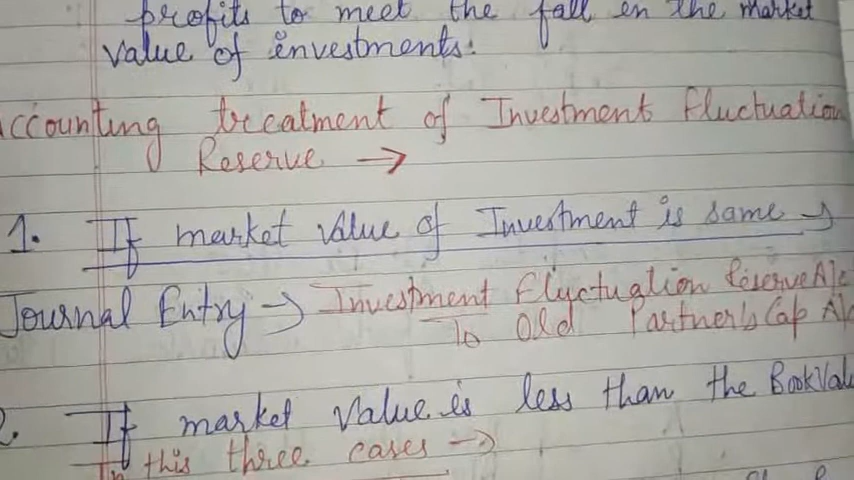 profits to meet the fall in the market
value of investments.
ccounting treatment of Investment Fluctuation
Reserve →
1. If market value of Investment is same →
Journal Entry → Investment Fluctuation Reserve A/c
To Old Partner's Cap A/c
2. If market value is less than the Book Val
In this three cases →